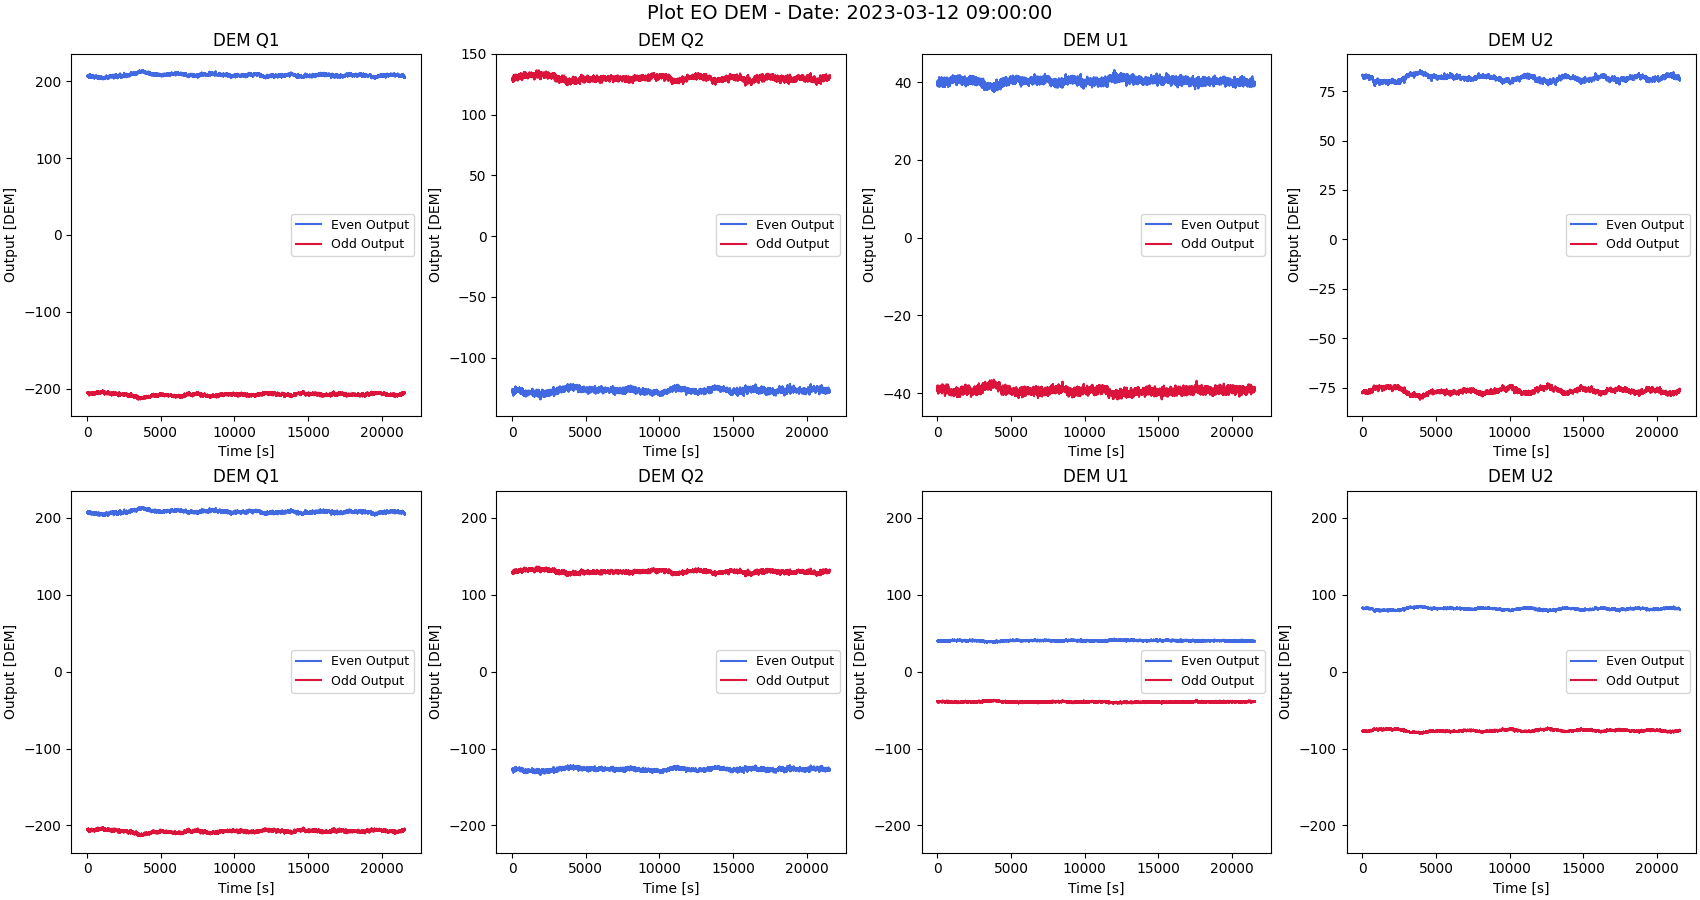 Plot EO DEM - Date: 2023-03-12 09:00:00
DEM Q1
Output [DEM]
200
100
0
−100
−200
Even Output
Odd Output
0 5000 10000 15000 20000
Time [s]
DEM Q2
Output [DEM]
150
100
50
0
−50
−100
Even Output
Odd Output
0 5000 10000 15000 20000
Time [s]
DEM U1
Output [DEM]
40
20
0
−20
−40
Even Output
Odd Output
0 5000 10000 15000 20000
Time [s]
DEM U2
Output [DEM]
75
50
25
0
−25
−50
−75
Even Output
Odd Output
0 5000 10000 15000 20000
Time [s]
DEM Q1
Output [DEM]
200
100
0
−100
−200
Even Output
Odd Output
0 5000 10000 15000 20000
Time [s]
DEM Q2
Output [DEM]
200
100
0
−100
−200
Even Output
Odd Output
0 5000 10000 15000 20000
Time [s]
DEM U1
Output [DEM]
200
100
0
−100
−200
Even Output
Odd Output
0 5000 10000 15000 20000
Time [s]
DEM U2
Output [DEM]
200
100
0
−100
−200
Even Output
Odd Output
0 5000 10000 15000 20000
Time [s]